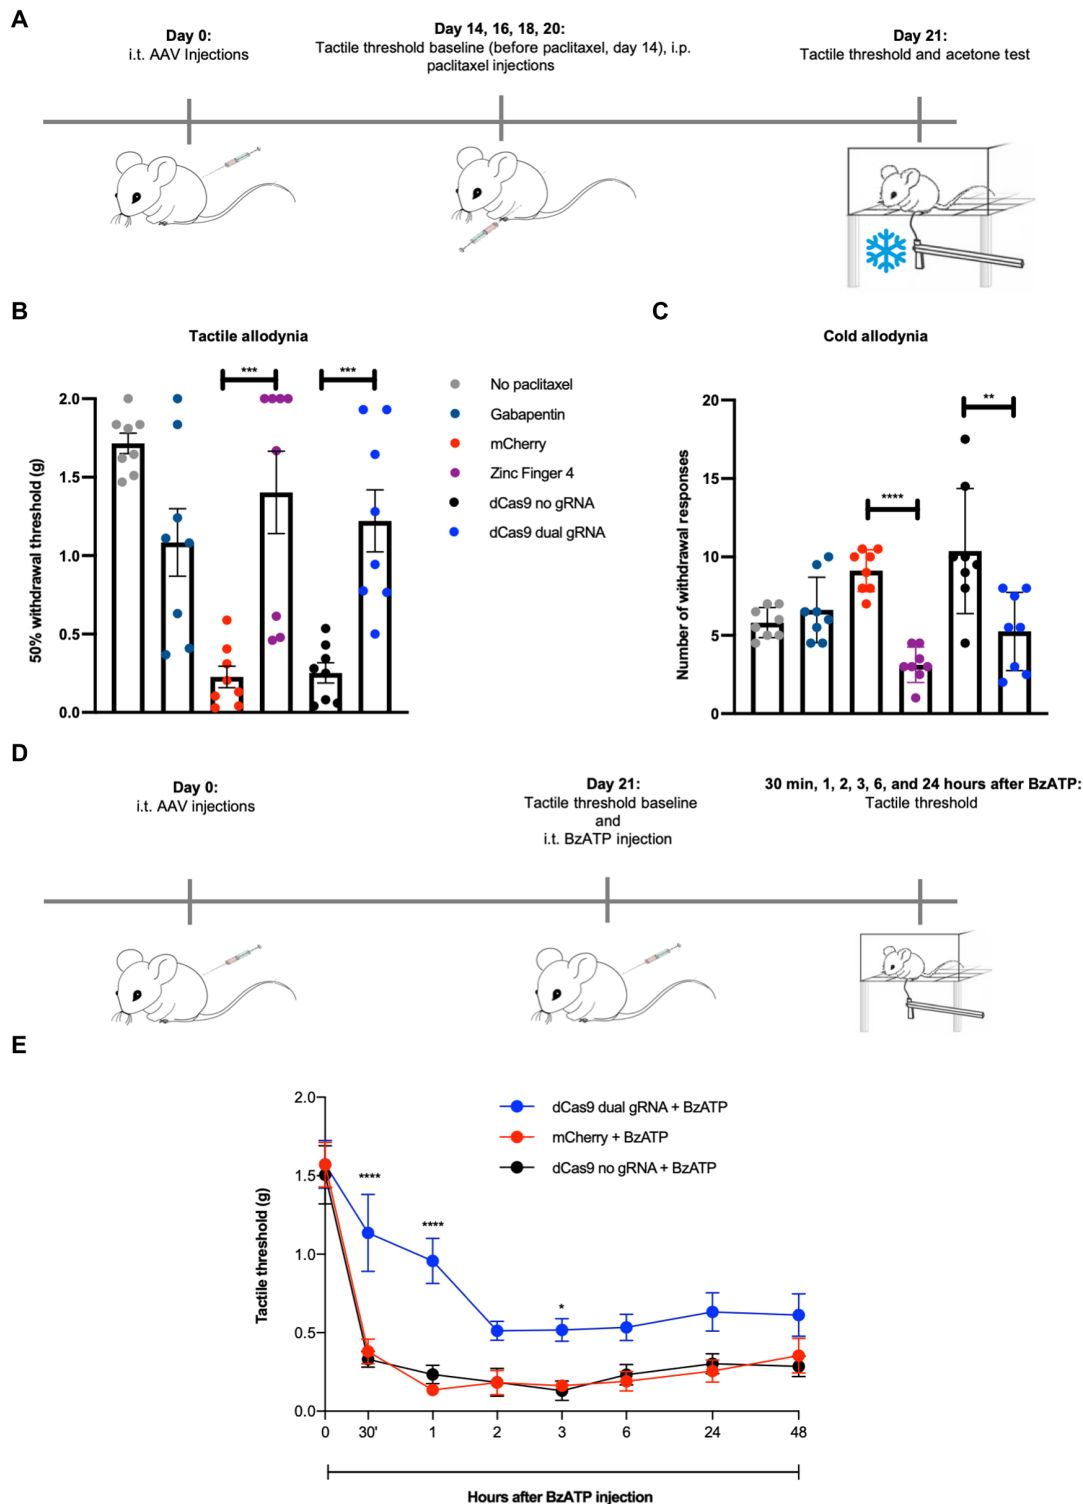 A
Day 0:
i.t. AAV Injections
Day 14, 16, 18, 20:
Tactile threshold baseline (before paclitaxel, day 14), i.p.
paclitaxel injections
Day 21:
Tactile threshold and acetone test
B
Tactile allodynia
50% withdrawal threshold (g)
2.0
1.5
1.0
0.5
0.0
***
***
No paclitaxel
Gabapentin
mCherry
Zinc Finger 4
dCas9 no gRNA
dCas9 dual gRNA
C
Cold allodynia
Number of withdrawal responses
20
15
10
5
0
****
**
D
Day 0:
i.t. AAV injections
Day 21:
Tactile threshold baseline
and
i.t. BzATP injection
30 min, 1, 2, 3, 6, and 24 hours after BzATP:
Tactile threshold
E
Tactile threshold (g)
2.0
1.5
1.0
0.5
0.0
****
****
*
dCas9 dual gRNA + BzATP
mCherry + BzATP
dCas9 no gRNA + BzATP
0 30' 1 2 3 6 24 48
Hours after BzATP injection